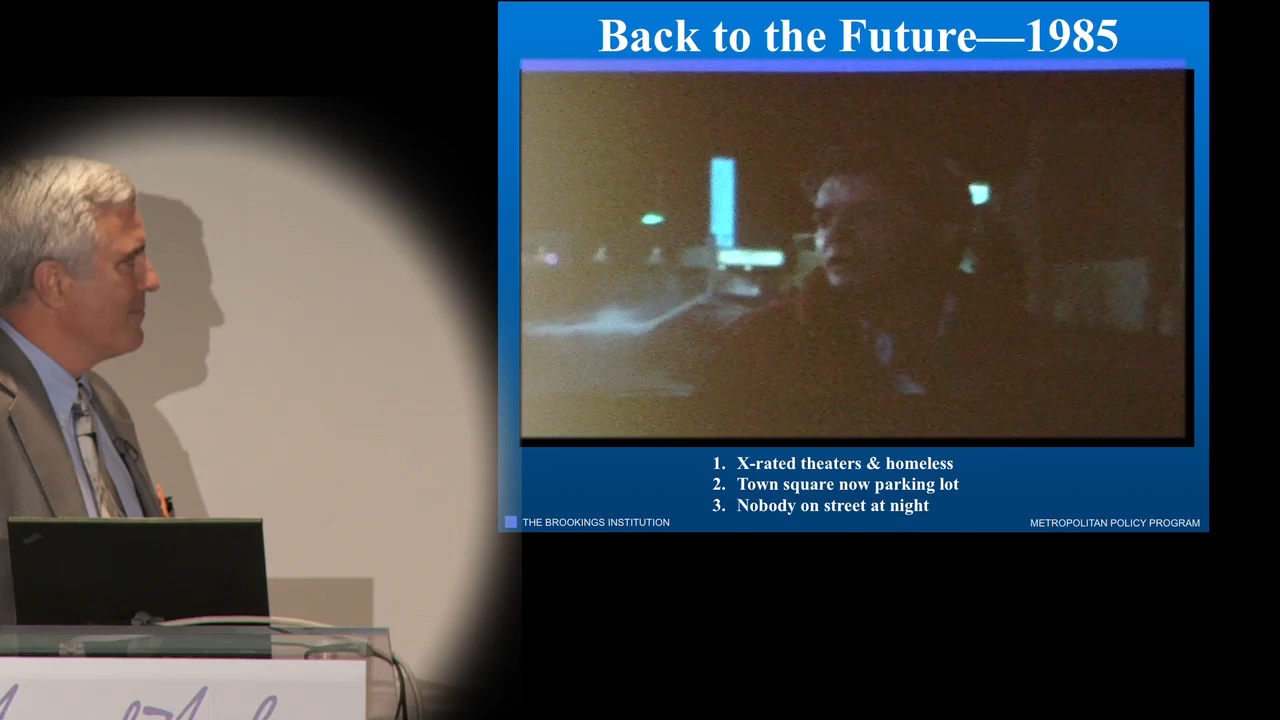 Back to the Future—1985
1. X-rated theaters & homeless
2. Town square now parking lot
3. Nobody on street at night
THE BROOKINGS INSTITUTION
METROPOLITAN POLICY PROGRAM